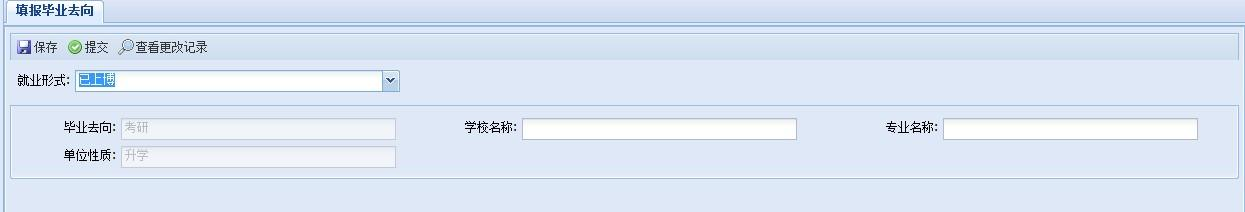 填报毕业去向
保存 提交 查看更改记录
就业形式: 已上博
毕业去向: 考研 学校名称: 专业名称:
单位性质: 升学